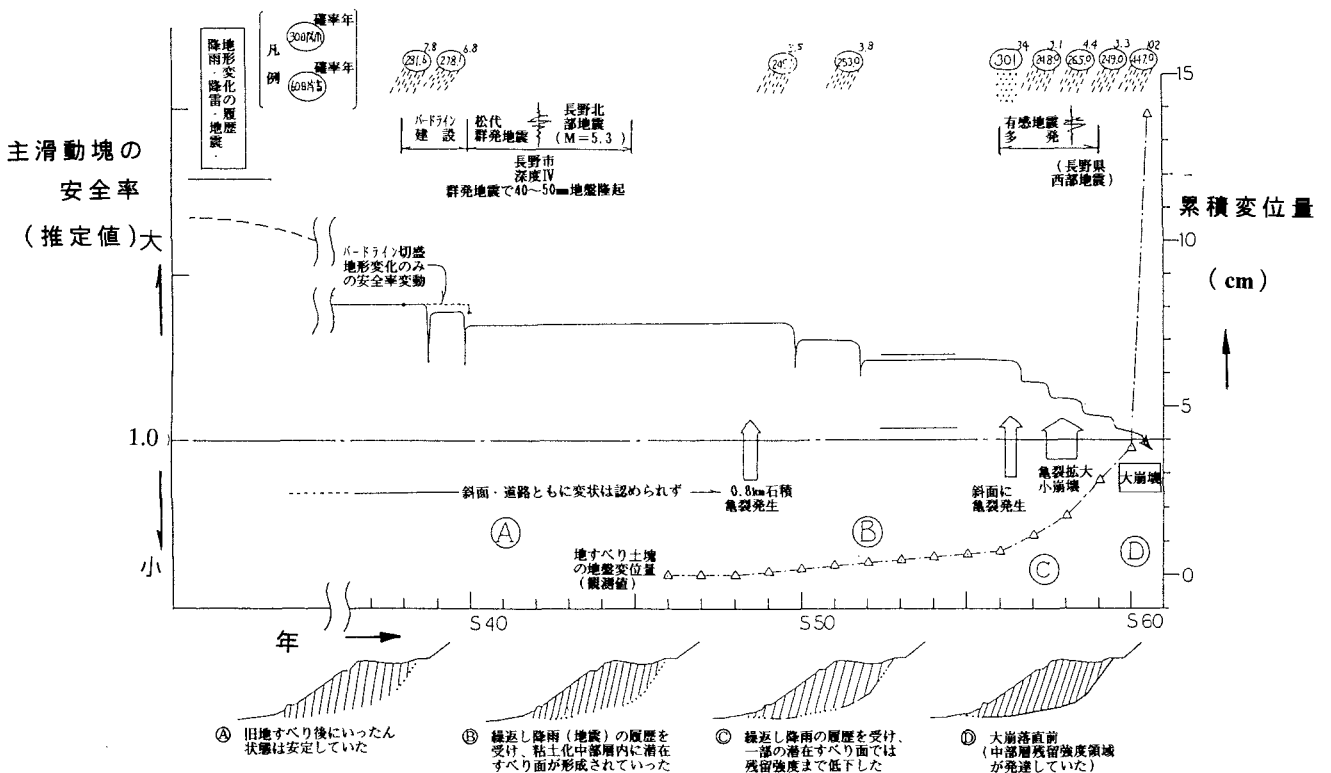 地形変化の履歴
降雨・降雷・地震・
凡例
300㎜/月
確率年
608㎜/年
確率年
281.6
7.8
278.1
6.8
3.5
253.0
3.8
301
34
248.0
3.1
265.0
4.4
249.0
3.3
447.0
102
15
バードライン
建設
松代
群発地震
長野北
部地震
(M=5.3)
長野市
深度Ⅳ
群発地震で40~50㎜地盤隆起
有感地震
多発
(長野県
西部地震)
主滑動塊の
安全率
(推定値)
大
1.0
小
バードライン切盛
地形変化のみ
の安全率変動
累積変位量
(cm)
10
5
0
斜面・道路ともに変状は認められず
0.8km石積
亀裂発生
斜面に
亀裂発生
亀裂拡大
小崩壊
大崩壊
Ⓐ
Ⓑ
Ⓒ
Ⓓ
地すべり土塊
の地盤変位量
(観測値)
年
S40
S50
S60
Ⓐ 旧地すべり後にいったん
状態は安定していた
Ⓑ 繰返し降雨(地震)の履歴を
受け、粘土化中部層内に潜在
すべり面が形成されていった
Ⓒ 繰返し降雨の履歴を受け、
一部の潜在すべり面では
残留強度まで低下した
Ⓓ 大崩落直前
(中部層残留強度領域
が発達していた)